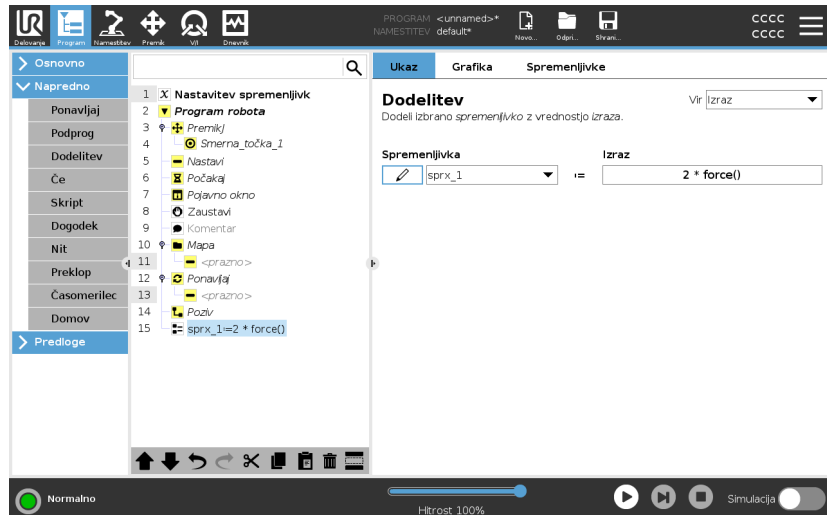 UR
PROGRAM <unnamed>*
NAMESTITEV default*
CCCC
CCCC
Delovanje Program Namestitev Premik V/I Dnevnik
Novo... Odpri... Shrani...
Osnovno
Napredno
Ponavljaj
Podprog
Dodelitev
Če
Skript
Dogodek
Nit
Preklop
Časomerilec
Domov
Predloge
1 X Nastavitev spremenljivk
2 Program robota
3 PremikJ
4 Smerna_točka_1
5 Nastavi
6 Počakaj
7 Pojavno okno
8 Zaustavi
9 Komentar
10 Mapa
11 <prazno>
12 Ponavljaj
13 <prazno>
14 Poziv
15 sprx_1≔2 * force()
Ukaz Grafika Spremenljivke
Dodelitev
Vir Izraz
Dodeli izbrano spremenljivko z vrednostjo izraza.
Spremenljivka Izraz
sprx_1 ≔ 2 * force()
Normalno
Hitrost 100%
Simulacija